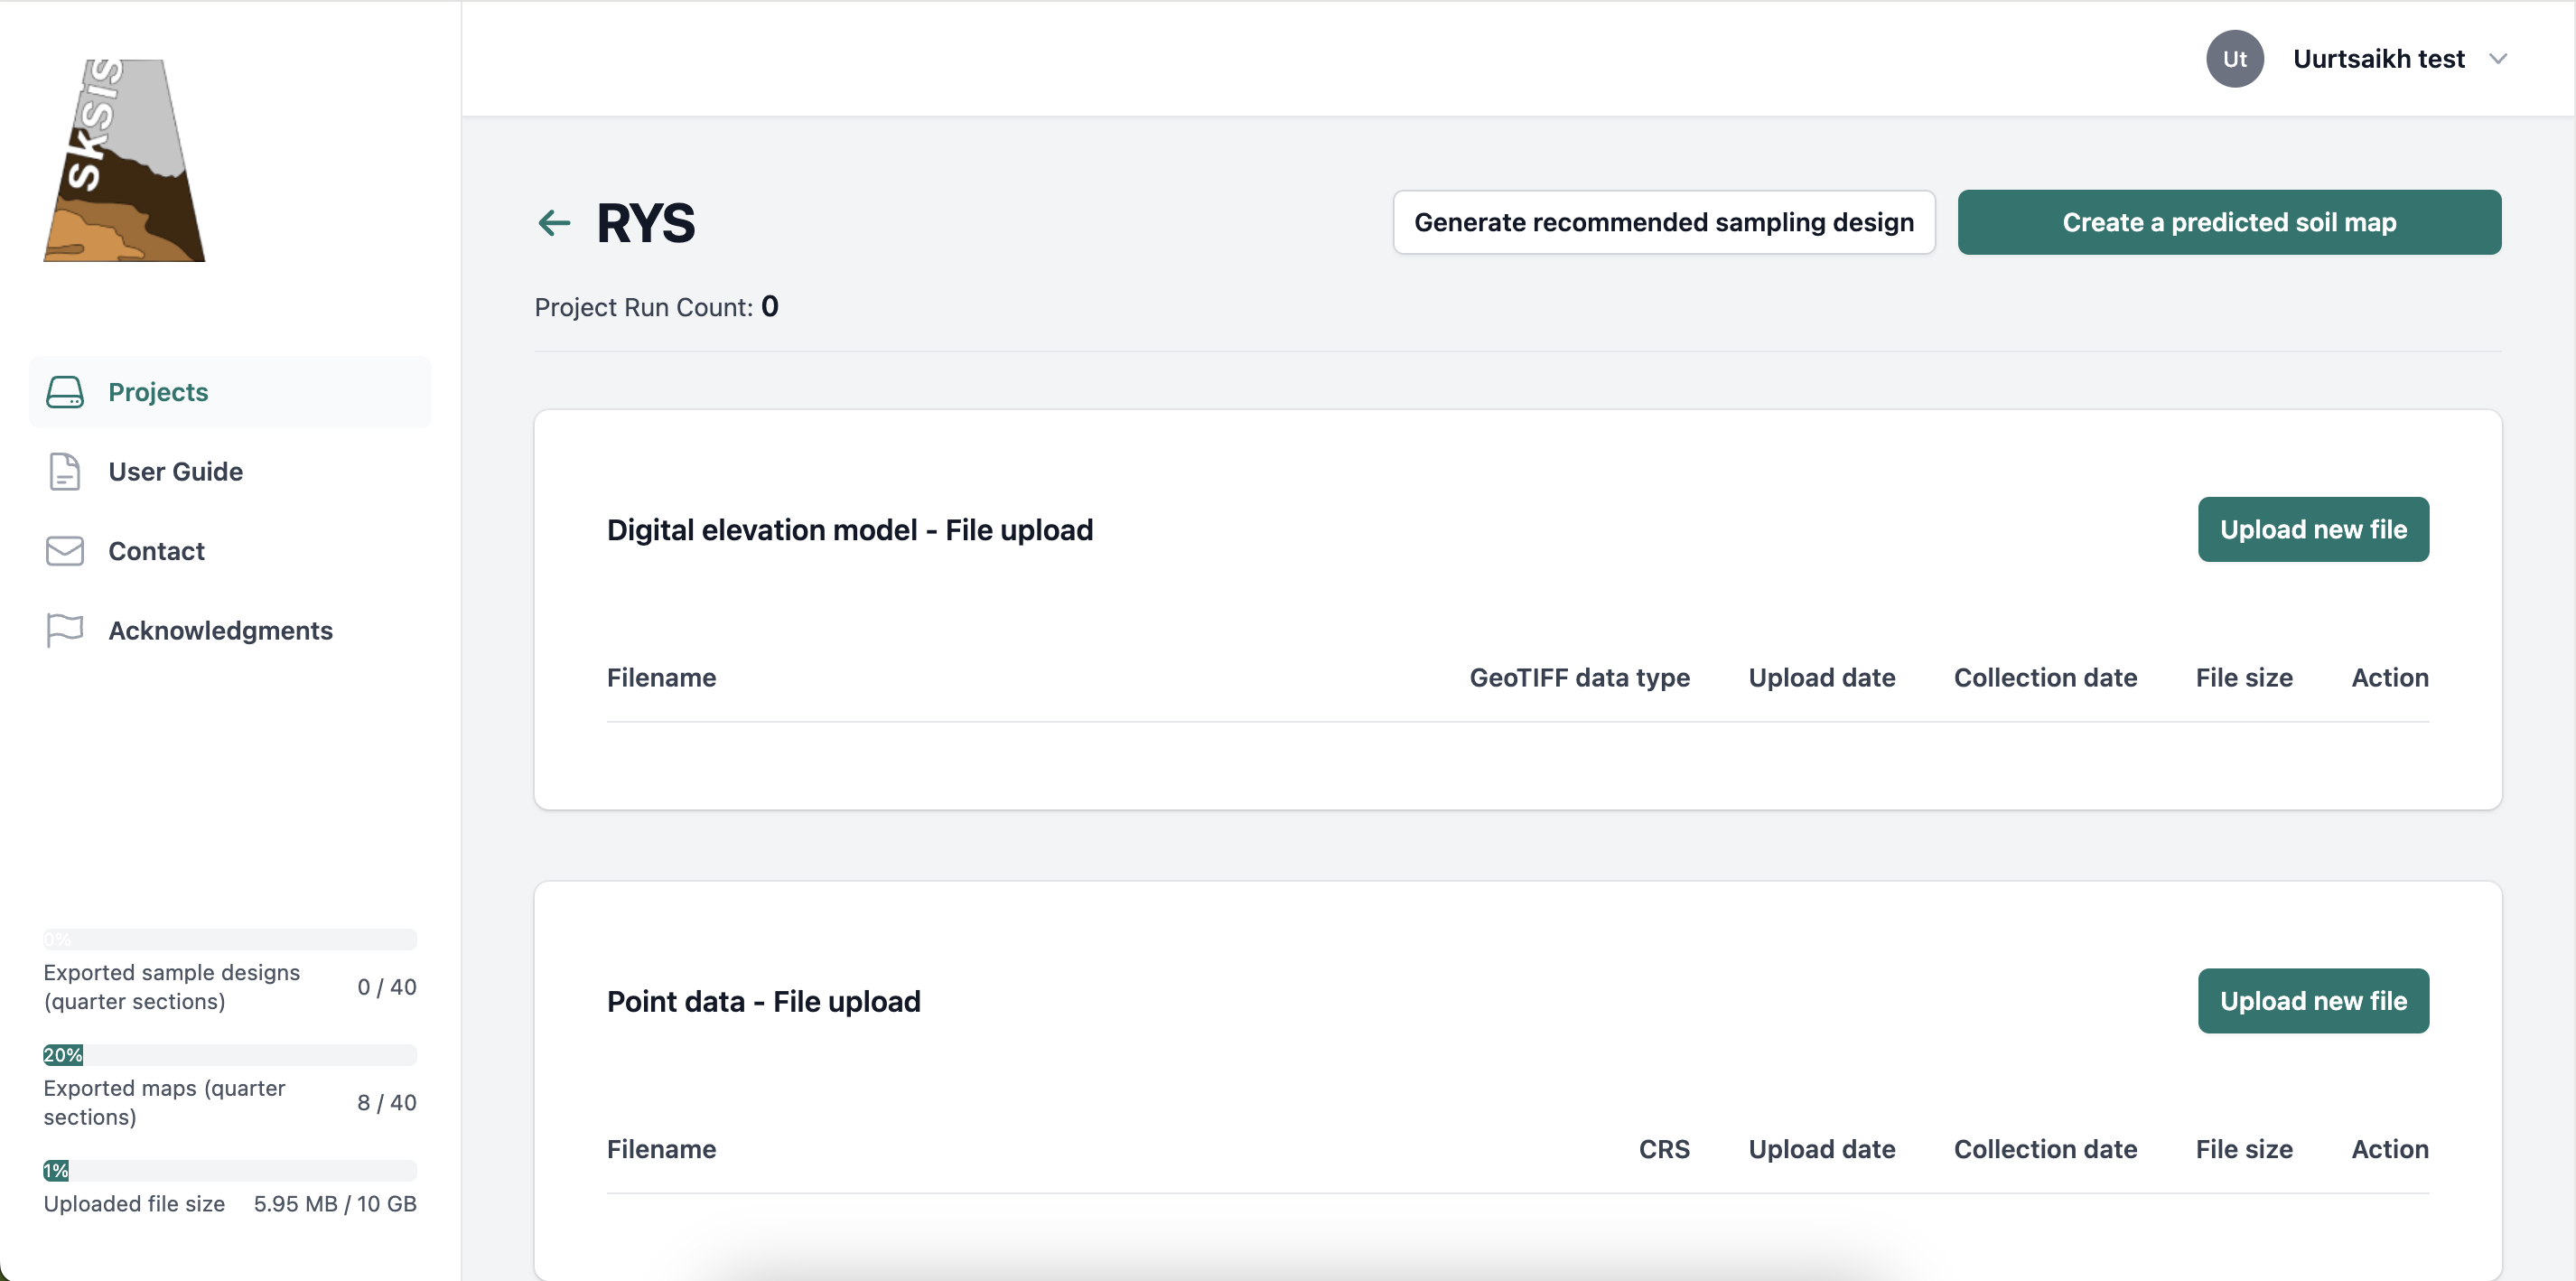 sksis
Ut
Uurtsaikh test
RYS
Generate recommended sampling design
Create a predicted soil map
Project Run Count: 0
Projects
User Guide
Contact
Acknowledgments
Digital elevation model - File upload
Upload new file
Filename
GeoTIFF data type
Upload date
Collection date
File size
Action
Point data - File upload
Upload new file
Filename
CRS
Upload date
Collection date
File size
Action
0%
Exported sample designs
(quarter sections)
0 / 40
20%
Exported maps (quarter
sections)
8 / 40
1%
Uploaded file size
5.95 MB / 10 GB